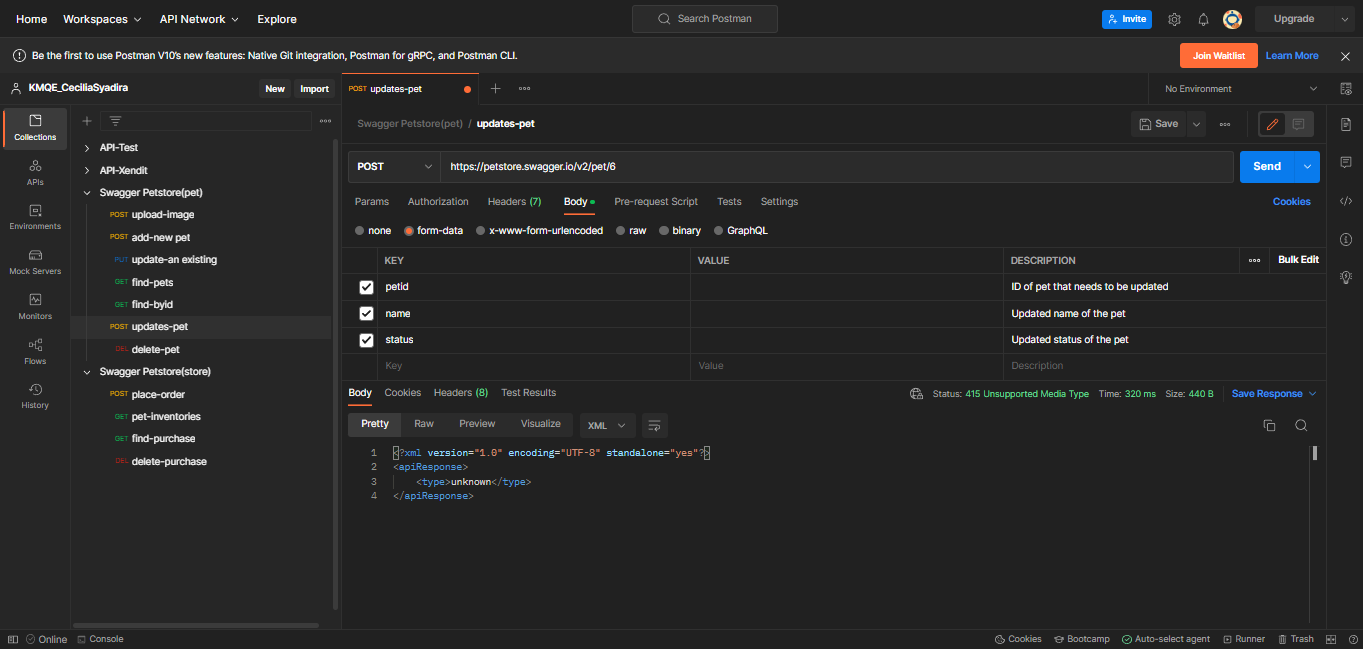 Home Workspaces API Network Explore Search Postman Invite Upgrade
Be the first to use Postman V10's new features: Native Git integration, Postman for gRPC, and Postman CLI. Join Waitlist Learn More
KMQE_CeciliaSyadira New Import POST updates-pet No Environment
Collections
APIs
Environments
Mock Servers
Monitors
Flows
History
API-Test
API-Xendit
Swagger Petstore(pet)
POST upload-image
POST add-new pet
PUT update-an existing
GET find-pets
GET find-byid
POST updates-pet
DEL delete-pet
Swagger Petstore(store)
POST place-order
GET pet-inventories
GET find-purchase
DEL delete-purchase
Swagger Petstore(pet) / updates-pet Save
POST https://petstore.swagger.io/v2/pet/6 Send
Params Authorization Headers (7) Body Pre-request Script Tests Settings Cookies
none form-data x-www-form-urlencoded raw binary GraphQL
KEY VALUE DESCRIPTION Bulk Edit
petid ID of pet that needs to be updated
name Updated name of the pet
status Updated status of the pet
Key Value Description
Body Cookies Headers (8) Test Results Status: 415 Unsupported Media Type Time: 320 ms Size: 440 B Save Response
Pretty Raw Preview Visualize XML
1 <?xml version="1.0" encoding="UTF-8" standalone="yes"?>
2 <apiResponse>
3 <type>unknown</type>
4 </apiResponse>
Online Console Cookies Bootcamp Auto-select agent Runner Trash